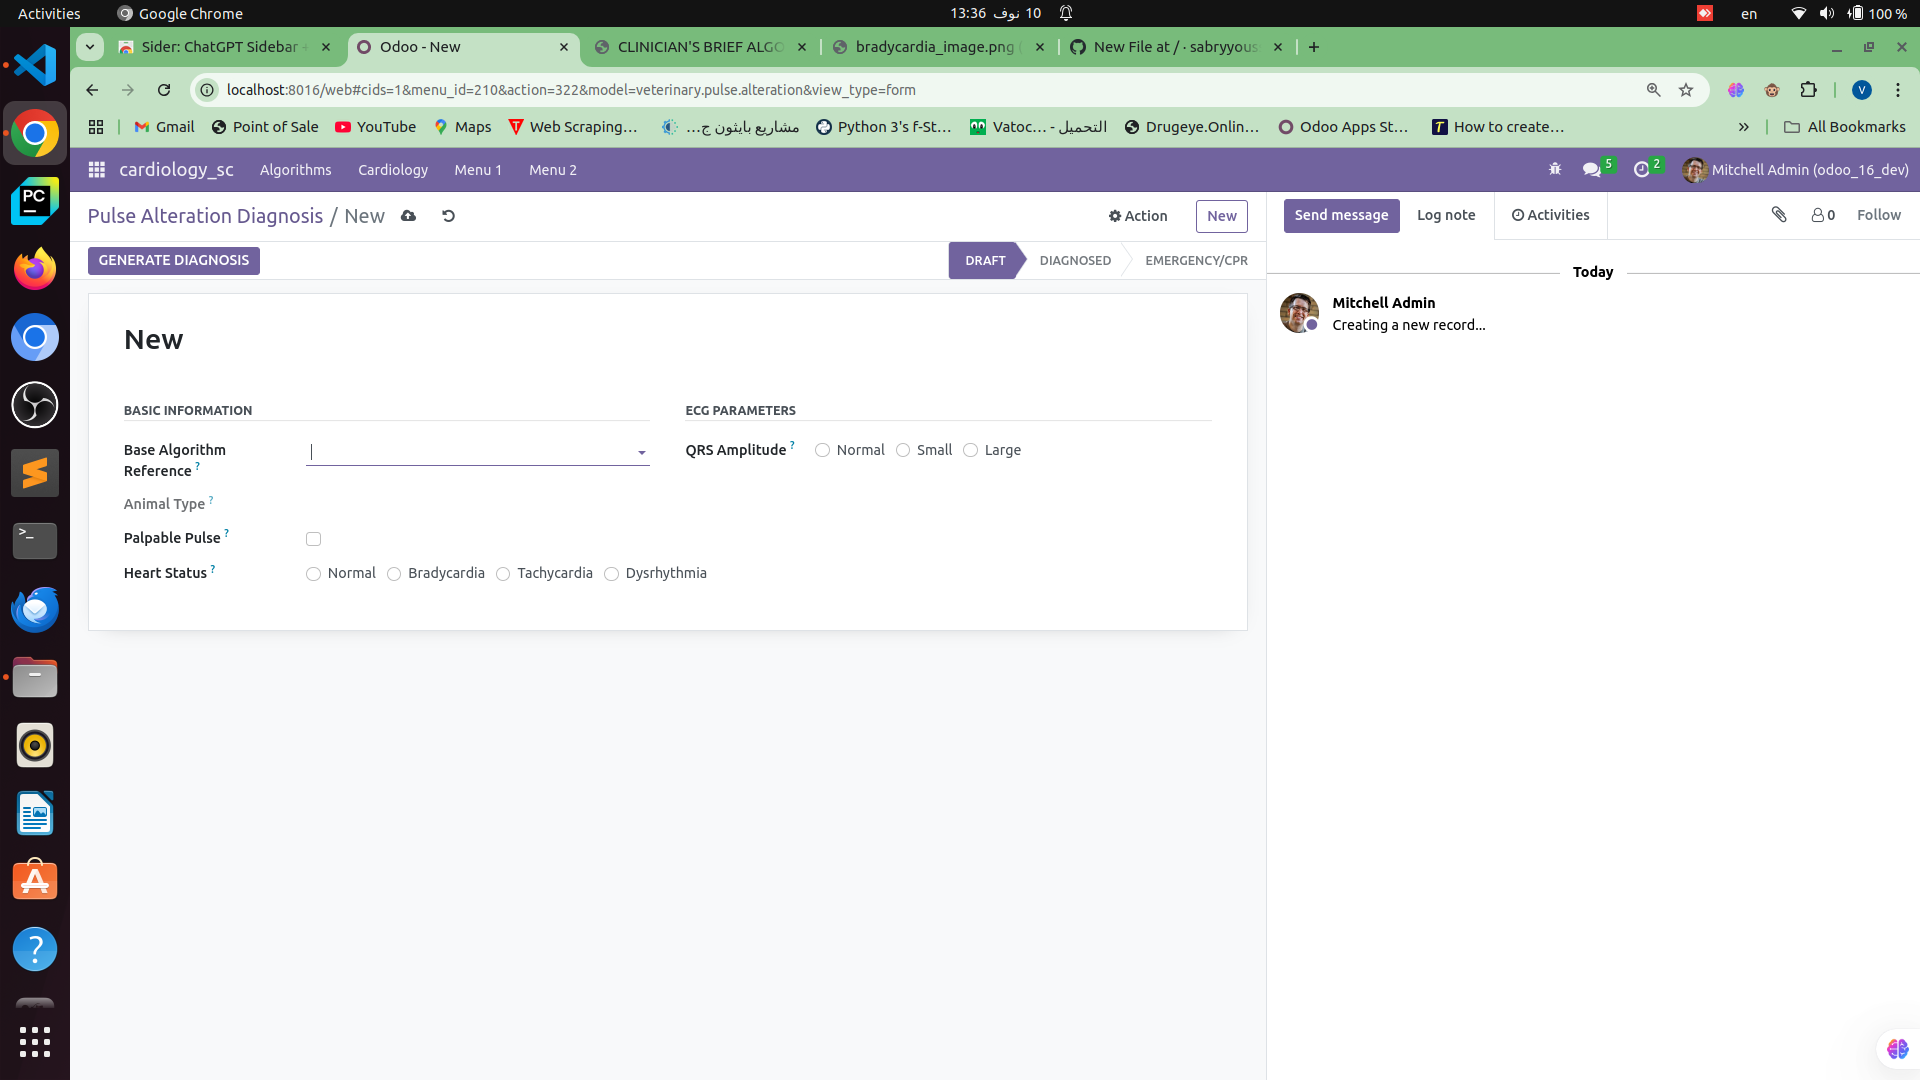 Activities
Google Chrome
13:36 10 نوف
en
100 %
Sider: ChatGPT Sidebar +
Odoo - New
CLINICIAN'S BRIEF ALGO
bradycardia_image.png (
New File at / · sabryyous
localhost:8016/web#cids=1&menu_id=210&action=322&model=veterinary.pulse.alteration&view_type=form
V
Gmail
Point of Sale
YouTube
Maps
Web Scraping…
مشاريع بايثون ج…
Python 3's f-St…
Vatoc… - التحميل
Drugeye.Onlin…
Odoo Apps St…
How to create…
»
All Bookmarks
cardiology_sc
Algorithms
Cardiology
Menu 1
Menu 2
5
2
Mitchell Admin (odoo_16_dev)
Pulse Alteration Diagnosis / New
Action
New
Send message
Log note
Activities
0
Follow
GENERATE DIAGNOSIS
DRAFT
DIAGNOSED
EMERGENCY/CPR
Today
Mitchell Admin
Creating a new record...
New
BASIC INFORMATION
Base Algorithm
Reference ?
Animal Type ?
Palpable Pulse ?
Heart Status ?
Normal
Bradycardia
Tachycardia
Dysrhythmia
ECG PARAMETERS
QRS Amplitude ?
Normal
Small
Large